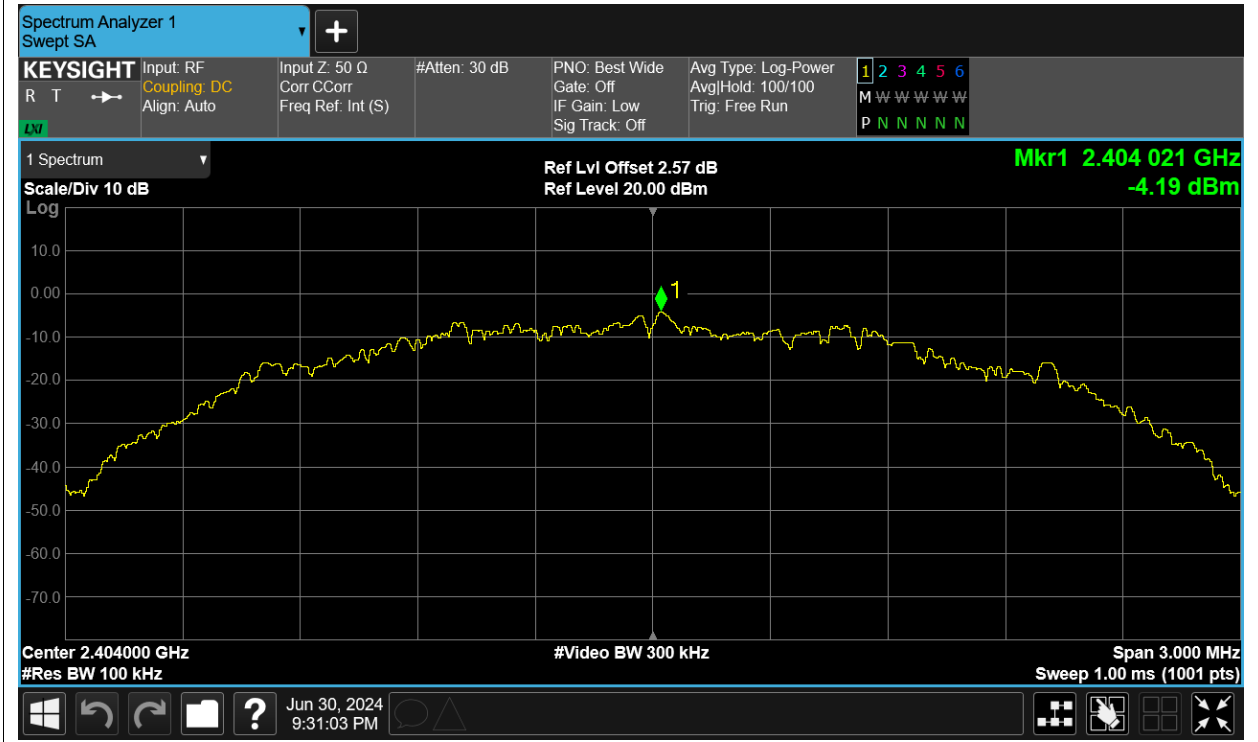 Spectrum Analyzer 1
Swept SA
KEYSIGHT
R T
LXI
Input: RF
Coupling: DC
Align: Auto
Input Z: 50 Ω
Corr CCorr
Freq Ref: Int (S)
#Atten: 30 dB
PNO: Best Wide
Gate: Off
IF Gain: Low
Sig Track: Off
Avg Type: Log-Power
Avg|Hold: 100/100
Trig: Free Run
1 2 3 4 5 6
M W W W W W
P N N N N N
1 Spectrum
Scale/Div 10 dB
Log
Ref Lvl Offset 2.57 dB
Ref Level 20.00 dBm
Mkr1 2.404 021 GHz
-4.19 dBm
10.0
0.00
1
-10.0
-20.0
-30.0
-40.0
-50.0
-60.0
-70.0
Center 2.404000 GHz
#Res BW 100 kHz
#Video BW 300 kHz
Span 3.000 MHz
Sweep 1.00 ms (1001 pts)
?
Jun 30, 2024
9:31:03 PM